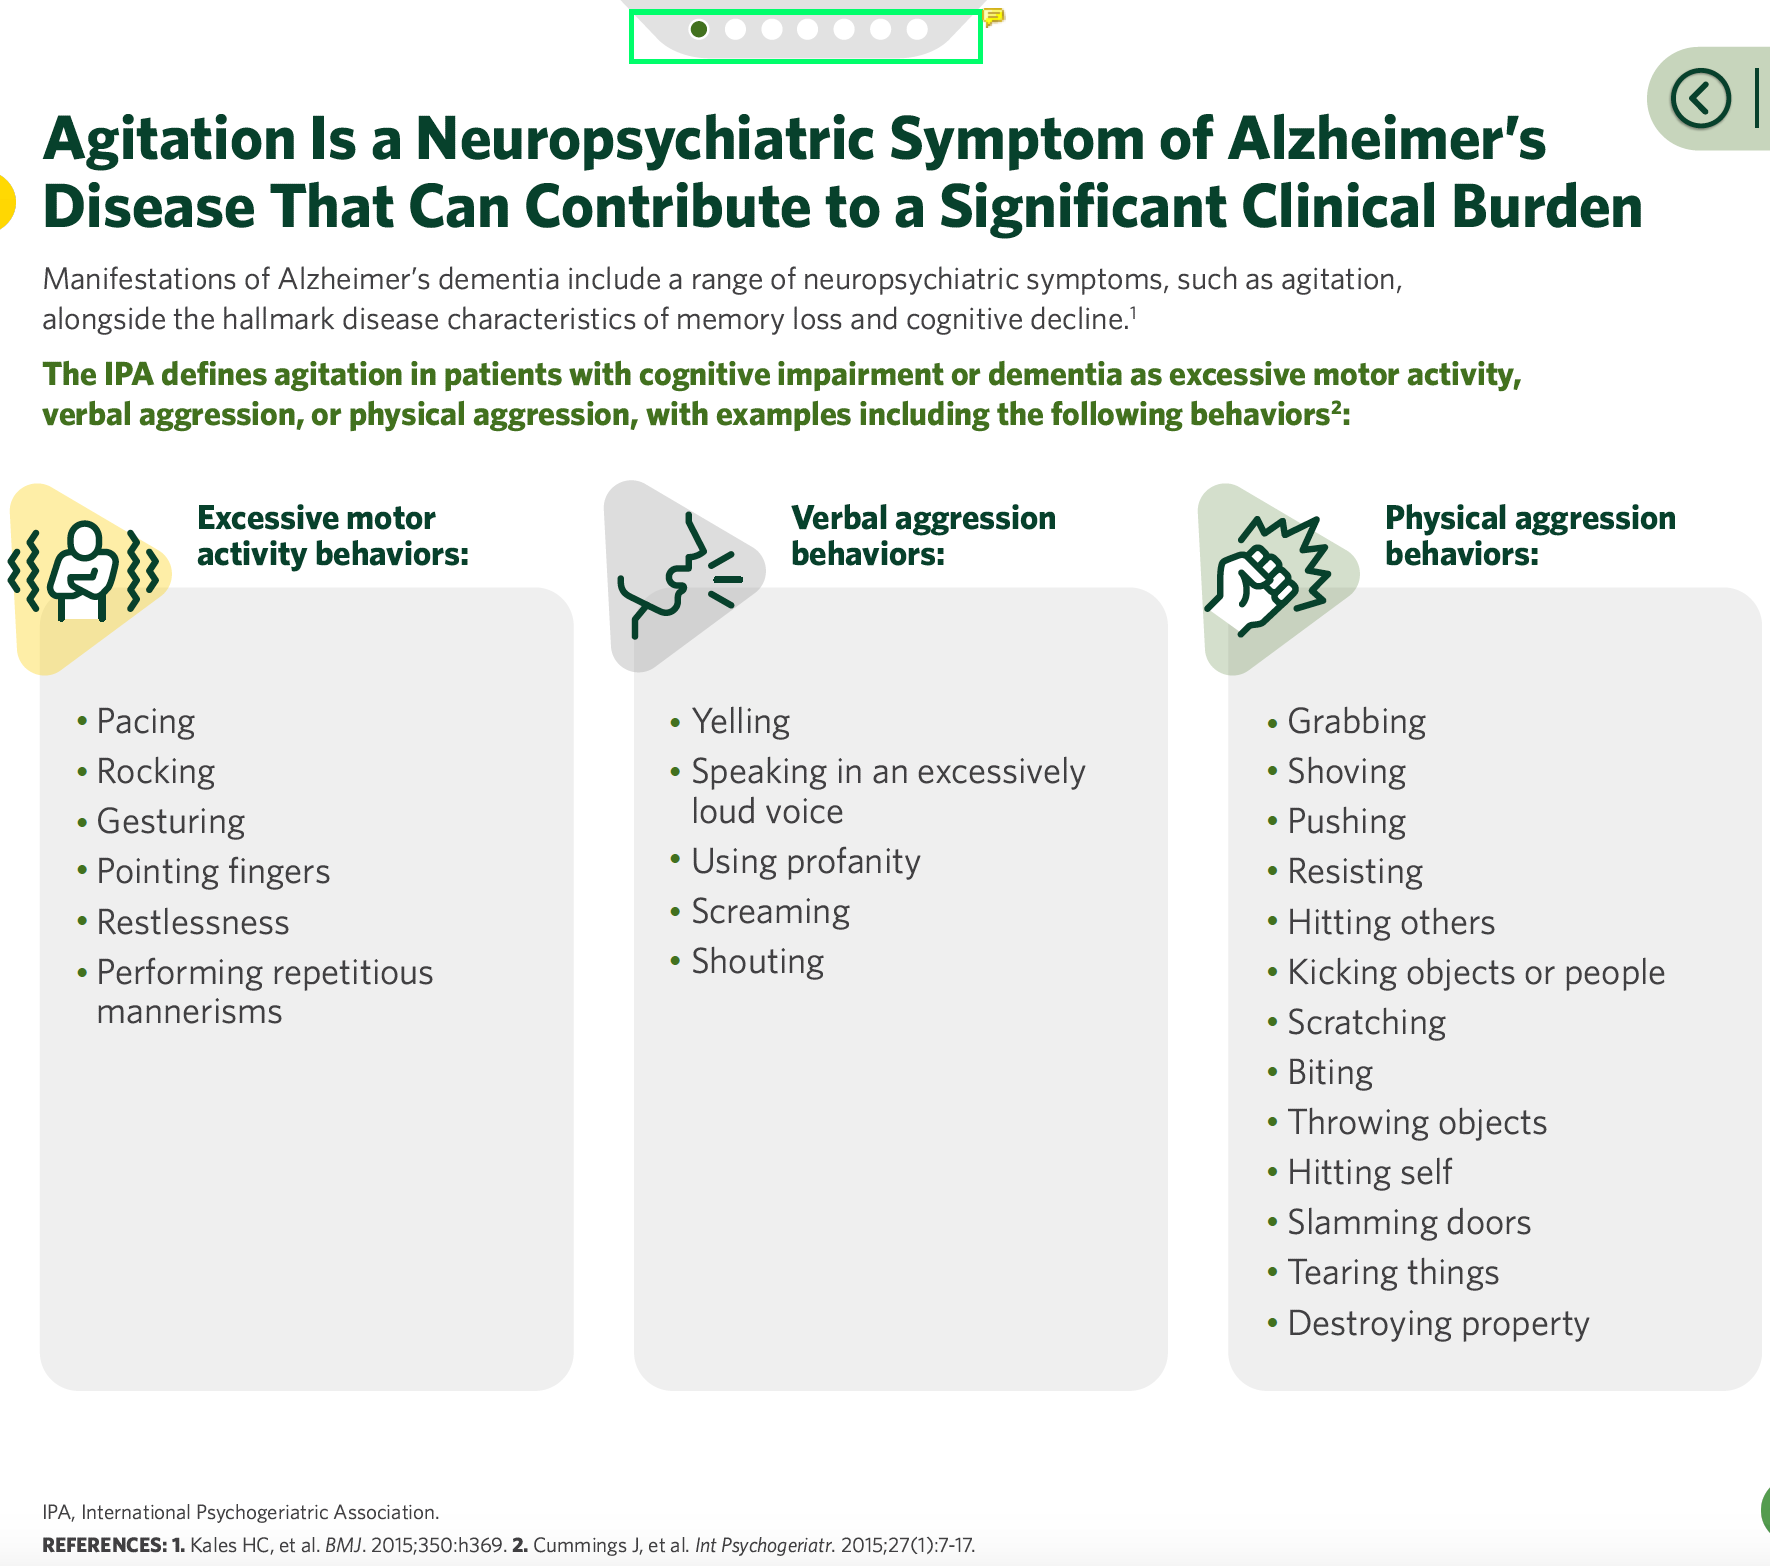 Agitation Is a Neuropsychiatric Symptom of Alzheimer’s
Disease That Can Contribute to a Significant Clinical Burden
Manifestations of Alzheimer’s dementia include a range of neuropsychiatric symptoms, such as agitation,
alongside the hallmark disease characteristics of memory loss and cognitive decline.¹
The IPA defines agitation in patients with cognitive impairment or dementia as excessive motor activity,
verbal aggression, or physical aggression, with examples including the following behaviors²:
Excessive motor
activity behaviors:
• Pacing
• Rocking
• Gesturing
• Pointing fingers
• Restlessness
• Performing repetitious
mannerisms
Verbal aggression
behaviors:
• Yelling
• Speaking in an excessively
loud voice
• Using profanity
• Screaming
• Shouting
Physical aggression
behaviors:
• Grabbing
• Shoving
• Pushing
• Resisting
• Hitting others
• Kicking objects or people
• Scratching
• Biting
• Throwing objects
• Hitting self
• Slamming doors
• Tearing things
• Destroying property
IPA, International Psychogeriatric Association.
REFERENCES: 1. Kales HC, et al. BMJ. 2015;350:h369. 2. Cummings J, et al. Int Psychogeriatr. 2015;27(1):7-17.